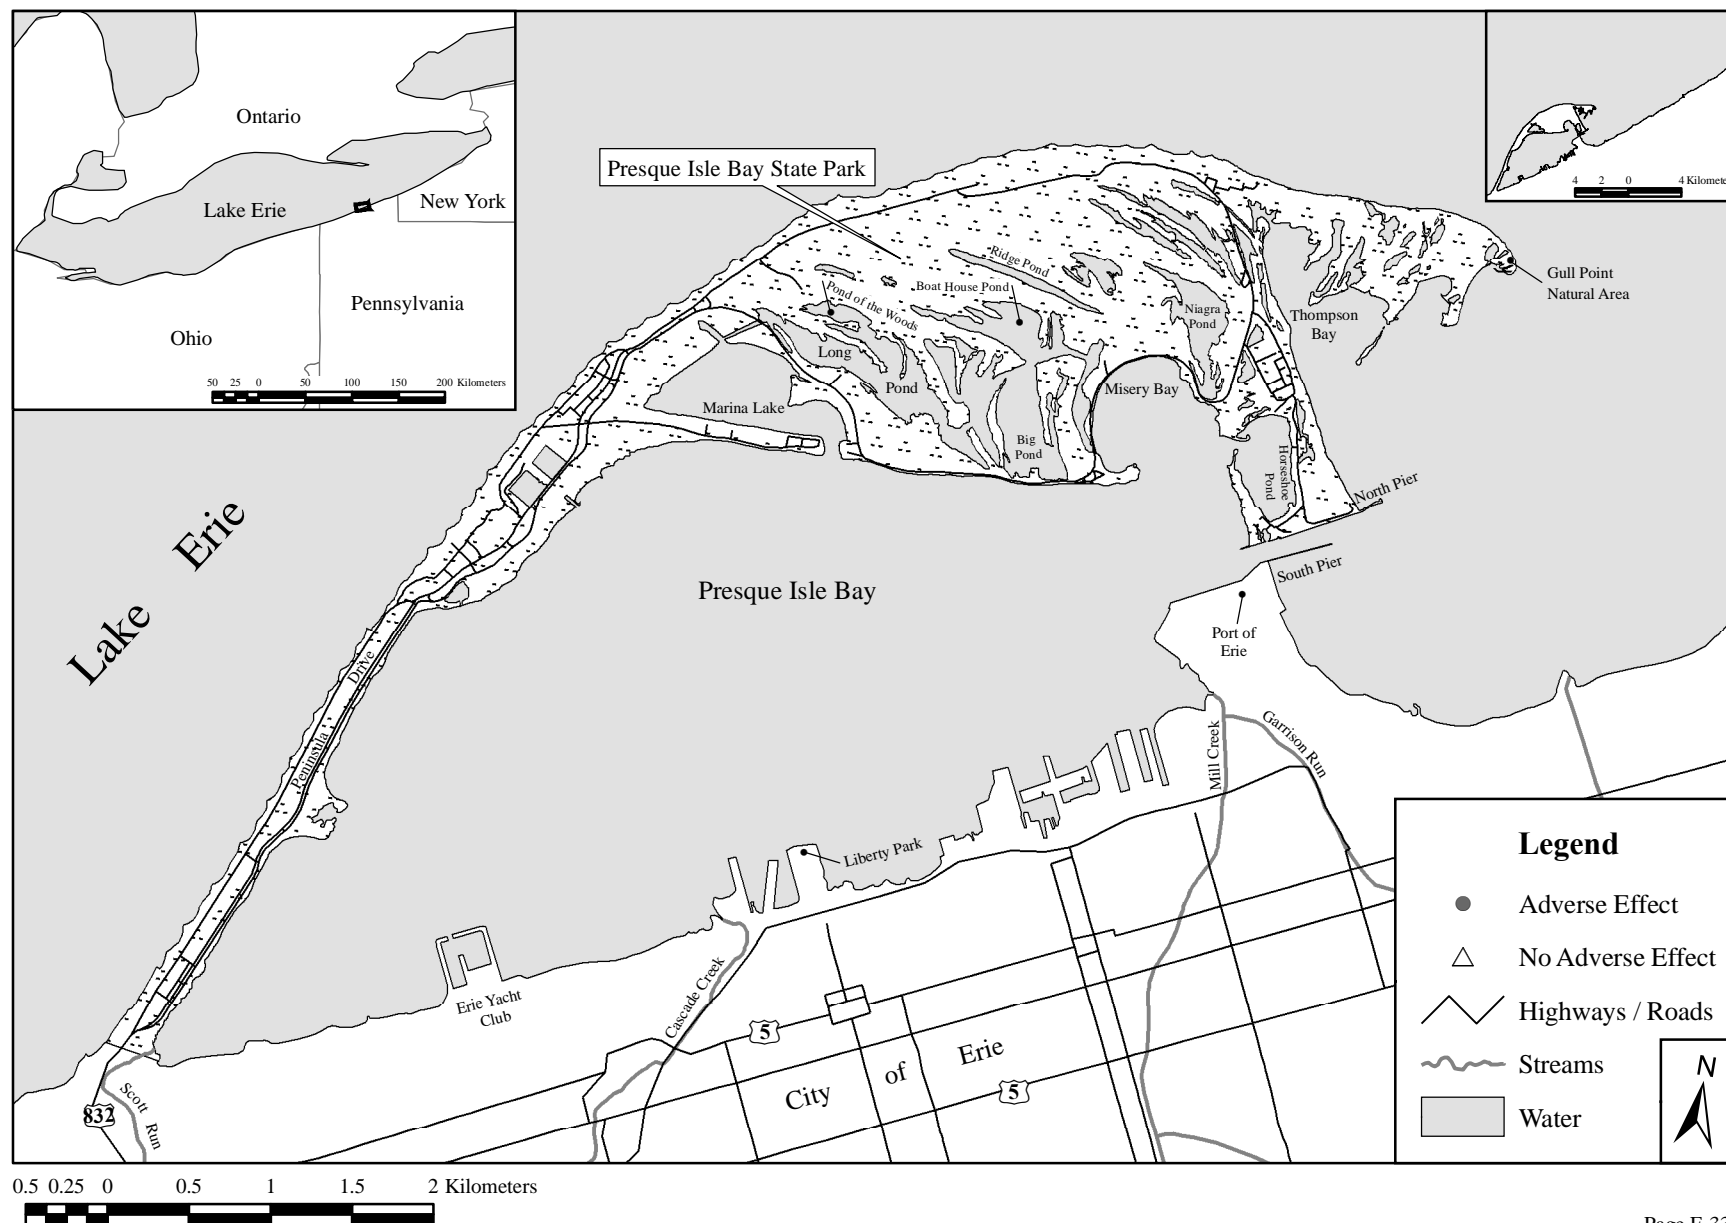 Ontario
Lake Erie
New York
Pennsylvania
Ohio
50 25 0 50 100 150 200 Kilometers
4 2 0 4
Presque Isle Bay State Park
Gull Point
Natural Area
Ridge Pond
Boat House Pond
Pond of the Woods
Niagra
Pond
Thompson
Bay
Long
Pond
Misery Bay
Marina Lake
Big
Pond
Horseshoe
Pond
North Pier
South Pier
Lake Erie
Presque Isle Bay
Port of
Erie
Peninsula Drive
Mill Creek
Garrison Run
Liberty Park
Erie Yacht
Club
Cascade Creek
5
City of Erie
5
Scott Run
832
Legend
Adverse Effect
No Adverse Effect
Highways / Roads
Streams
Water
N
0.5 0.25 0 0.5 1 1.5 2 Kilometers